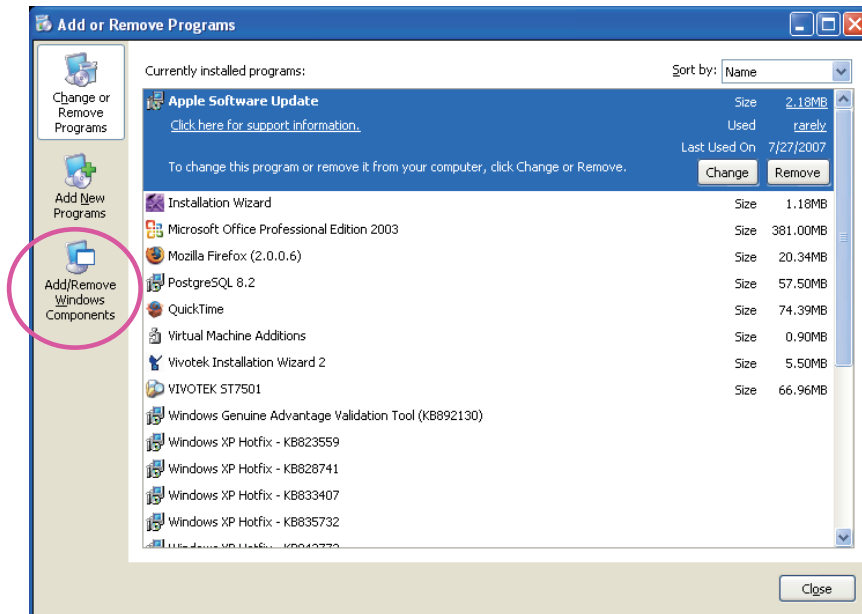 Add or Remove Programs
Change or
Remove
Programs
Add New
Programs
Add/Remove
Windows
Components
Currently installed programs:
Sort by: Name
Apple Software Update Size 2.18MB
Click here for support information. Used rarely
Last Used On 7/27/2007
To change this program or remove it from your computer, click Change or Remove. Change Remove
Installation Wizard Size 1.18MB
Microsoft Office Professional Edition 2003 Size 381.00MB
Mozilla Firefox (2.0.0.6) Size 20.34MB
PostgreSQL 8.2 Size 57.50MB
QuickTime Size 74.39MB
Virtual Machine Additions Size 0.90MB
Vivotek Installation Wizard 2 Size 5.50MB
VIVOTEK ST7501 Size 66.96MB
Windows Genuine Advantage Validation Tool (KB892130)
Windows XP Hotfix - KB823559
Windows XP Hotfix - KB828741
Windows XP Hotfix - KB833407
Windows XP Hotfix - KB835732
Windows XP Hotfix
Close